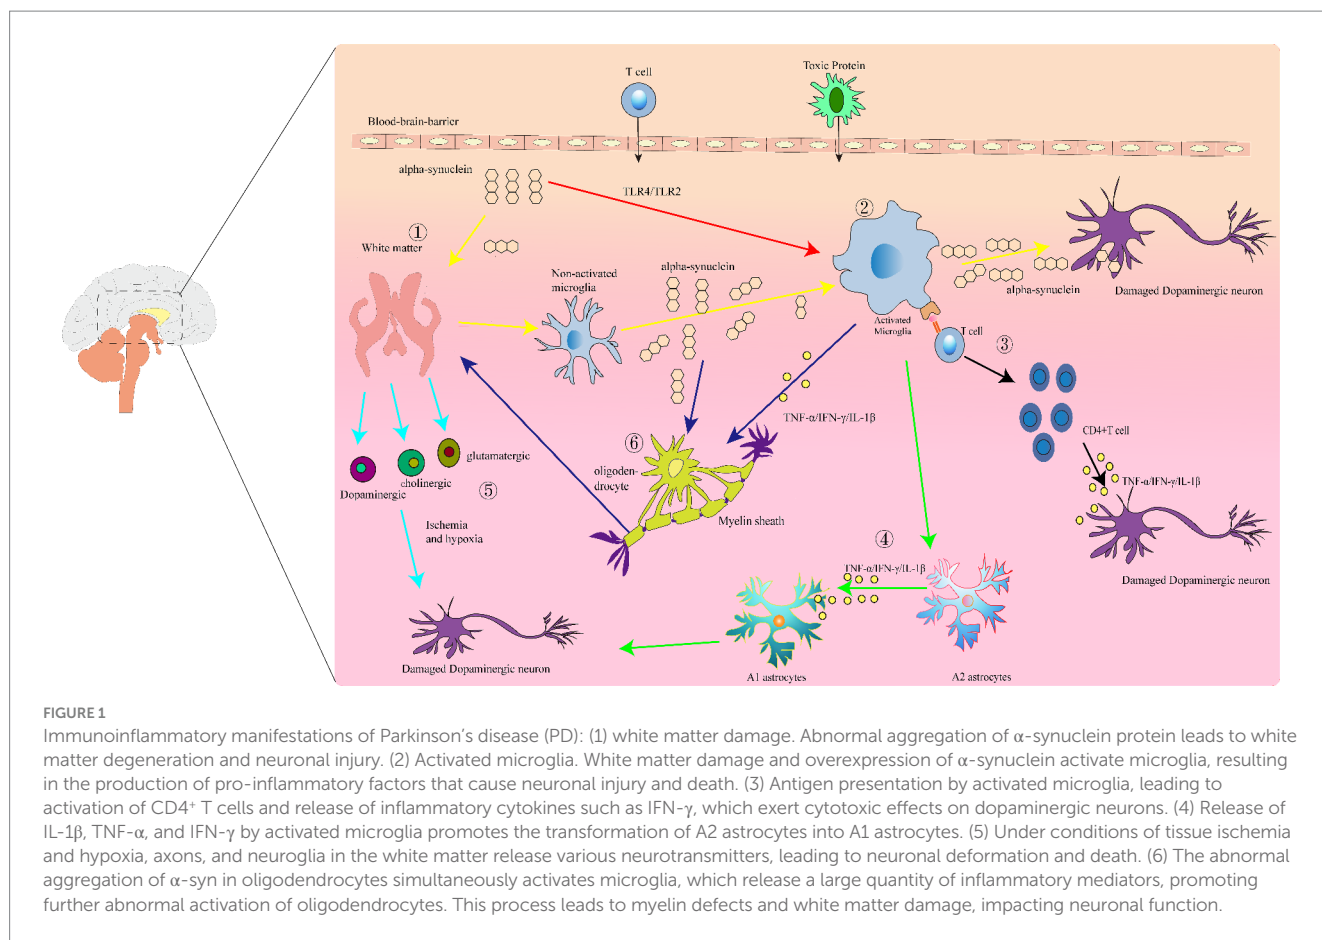 T cell
Toxic Protein
Blood-brain-barrier
alpha-synuclein
TLR4/TLR2
①
②
White matter
Non-activated
microglia
alpha-synuclein
alpha-synuclein
Damaged Dopaminergic neuron
Activated
Microglia
T cell
③
TNF-α/IFN-γ/IL-1β
CD4+T cell
⑥
glutamatergic
cholinergic
Dopaminergic
⑤
oligoden-
drocyte
Myelin sheath
TNF-α/IFN-γ/IL-1β
Ischemia
and hypoxia
④
TNF-α/IFN-γ/IL-1β
Damaged Dopaminergic neuron
Damaged Dopaminergic neuron
A1 astrocytes
A2 astrocytes
FIGURE 1
Immunoinflammatory manifestations of Parkinson's disease (PD): (1) white matter damage. Abnormal aggregation of α-synuclein protein leads to white
matter degeneration and neuronal injury. (2) Activated microglia. White matter damage and overexpression of α-synuclein activate microglia, resulting
in the production of pro-inflammatory factors that cause neuronal injury and death. (3) Antigen presentation by activated microglia, leading to
activation of CD4⁺ T cells and release of inflammatory cytokines such as IFN-γ, which exert cytotoxic effects on dopaminergic neurons. (4) Release of
IL-1β, TNF-α, and IFN-γ by activated microglia promotes the transformation of A2 astrocytes into A1 astrocytes. (5) Under conditions of tissue ischemia
and hypoxia, axons, and neuroglia in the white matter release various neurotransmitters, leading to neuronal deformation and death. (6) The abnormal
aggregation of α-syn in oligodendrocytes simultaneously activates microglia, which release a large quantity of inflammatory mediators, promoting
further abnormal activation of oligodendrocytes. This process leads to myelin defects and white matter damage, impacting neuronal function.